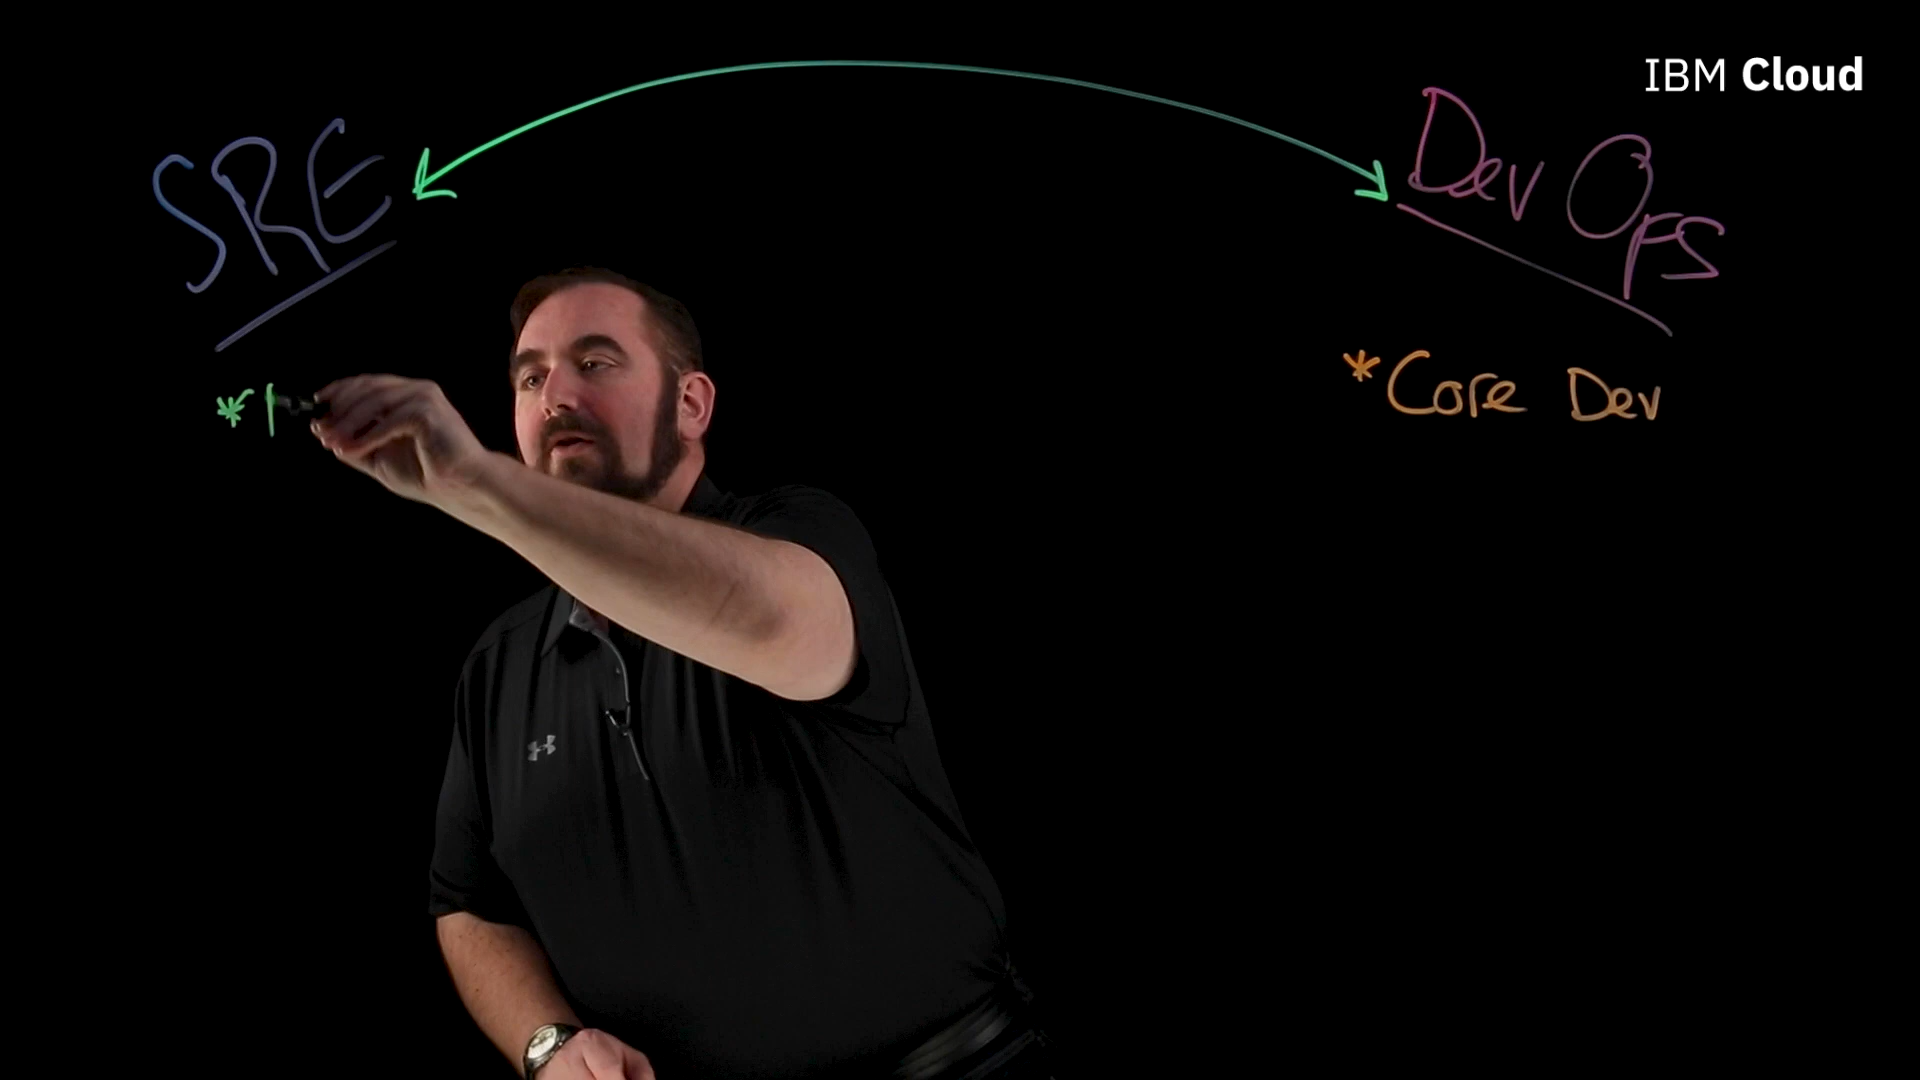 IBM Cloud
SRE
Dev Ops
*
* Core Dev